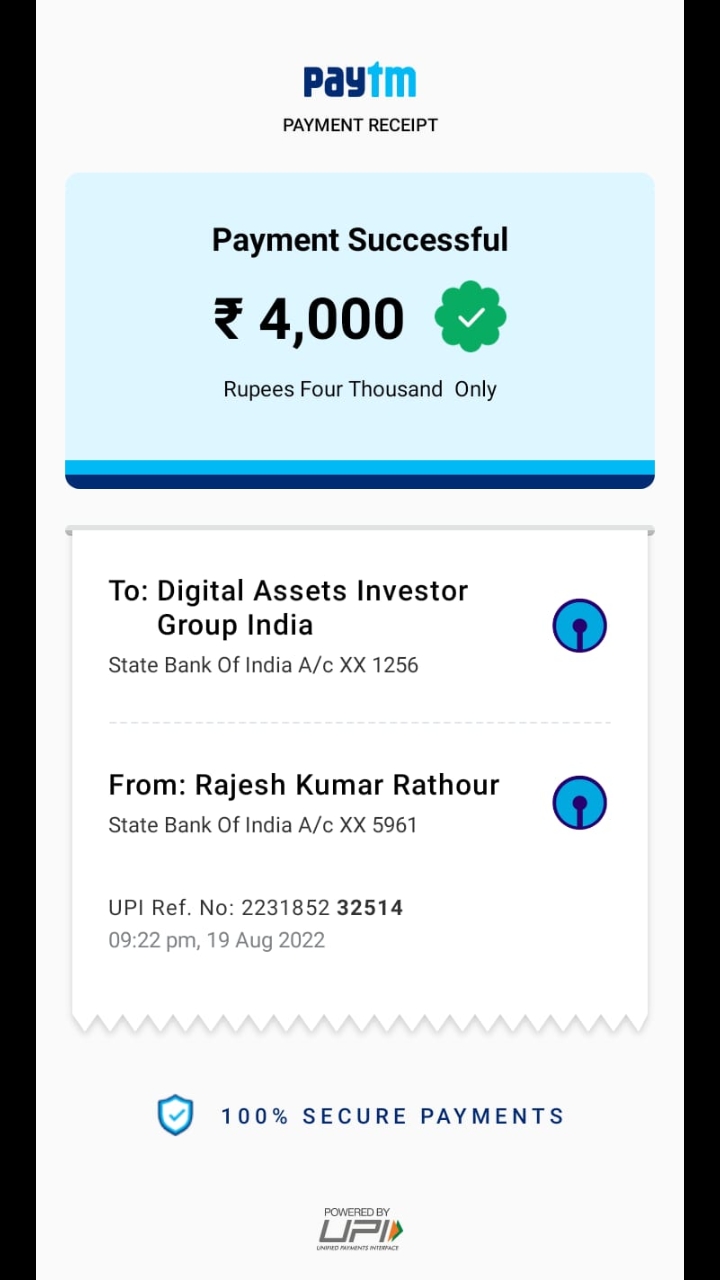 paytm
PAYMENT RECEIPT
Payment Successful
₹ 4,000
Rupees Four Thousand Only
To: Digital Assets Investor
Group India
State Bank Of India A/c XX 1256
From: Rajesh Kumar Rathour
State Bank Of India A/c XX 5961
UPI Ref. No: 2231852 32514
09:22 pm, 19 Aug 2022
100% SECURE PAYMENTS
POWERED BY
UPI
UNIFIED PAYMENTS INTERFACE